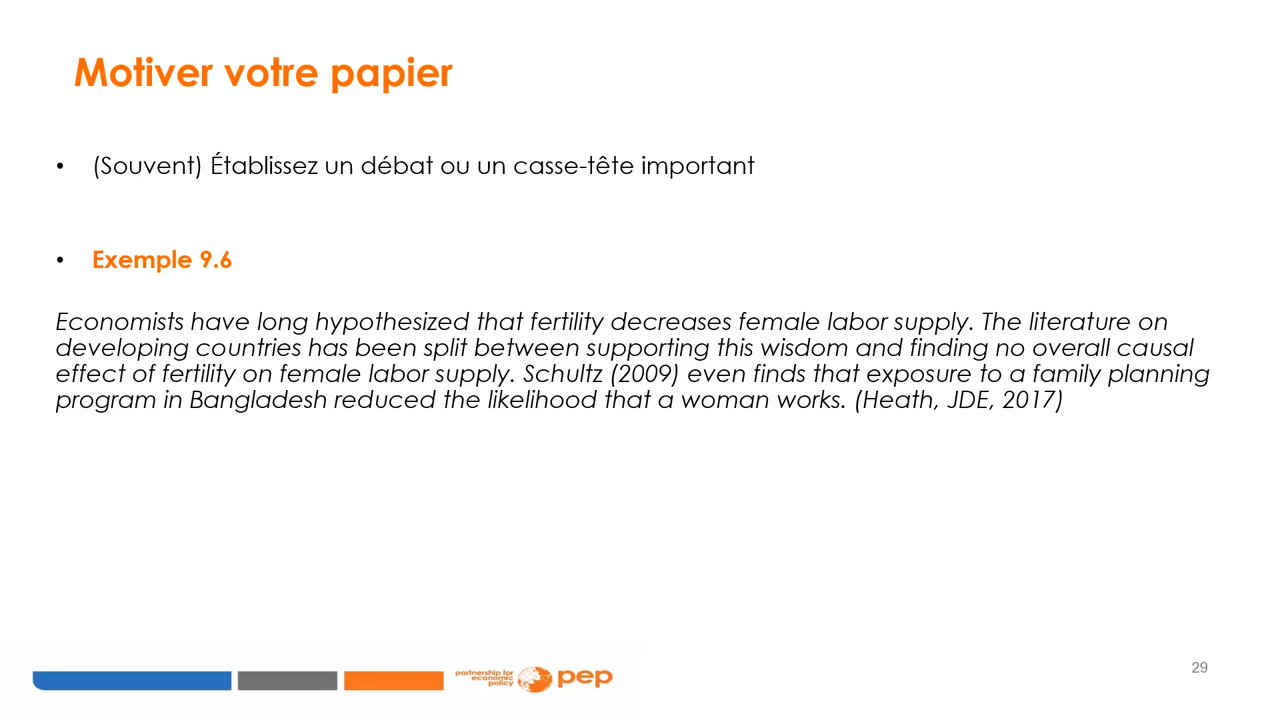 Motiver votre papier
• (Souvent) Établissez un débat ou un casse-tête important
• Exemple 9.6
Economists have long hypothesized that fertility decreases female labor supply. The literature on
developing countries has been split between supporting this wisdom and finding no overall causal
effect of fertility on female labor supply. Schultz (2009) even finds that exposure to a family planning
program in Bangladesh reduced the likelihood that a woman works. (Heath, JDE, 2017)
partnership for
economic
policy
pep
29